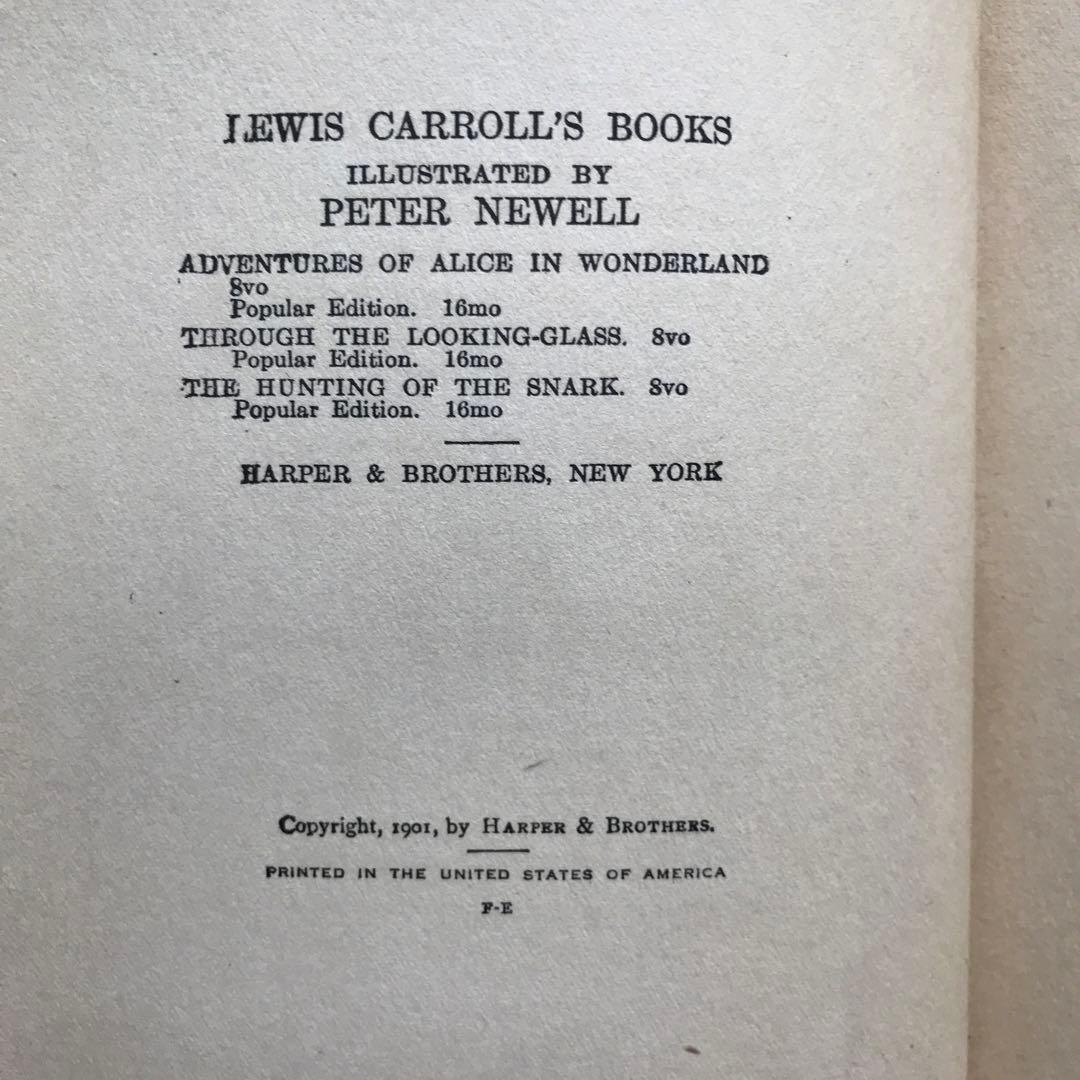 LEWIS CARROLL'S BOOKS
ILLUSTRATED BY
PETER NEWELL
ADVENTURES OF ALICE IN WONDERLAND
8vo
Popular Edition. 16mo
THROUGH THE LOOKING-GLASS. 8vo
Popular Edition. 16mo
THE HUNTING OF THE SNARK. 8vo
Popular Edition. 16mo
HARPER & BROTHERS, NEW YORK
Copyright, 1901, by HARPER & BROTHERS.
PRINTED IN THE UNITED STATES OF AMERICA
F-E